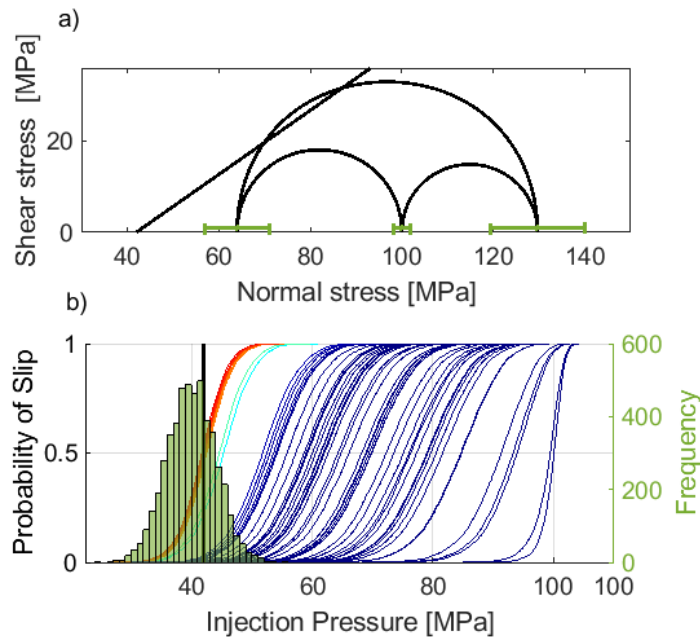 a)
Shear stress [MPa]
20
0
40 60 80 100 120 140
Normal stress [MPa]
b)
Probability of Slip
1
0.5
0
600
400
200
0
Frequency
40 60 80 100 100
Injection Pressure [MPa]